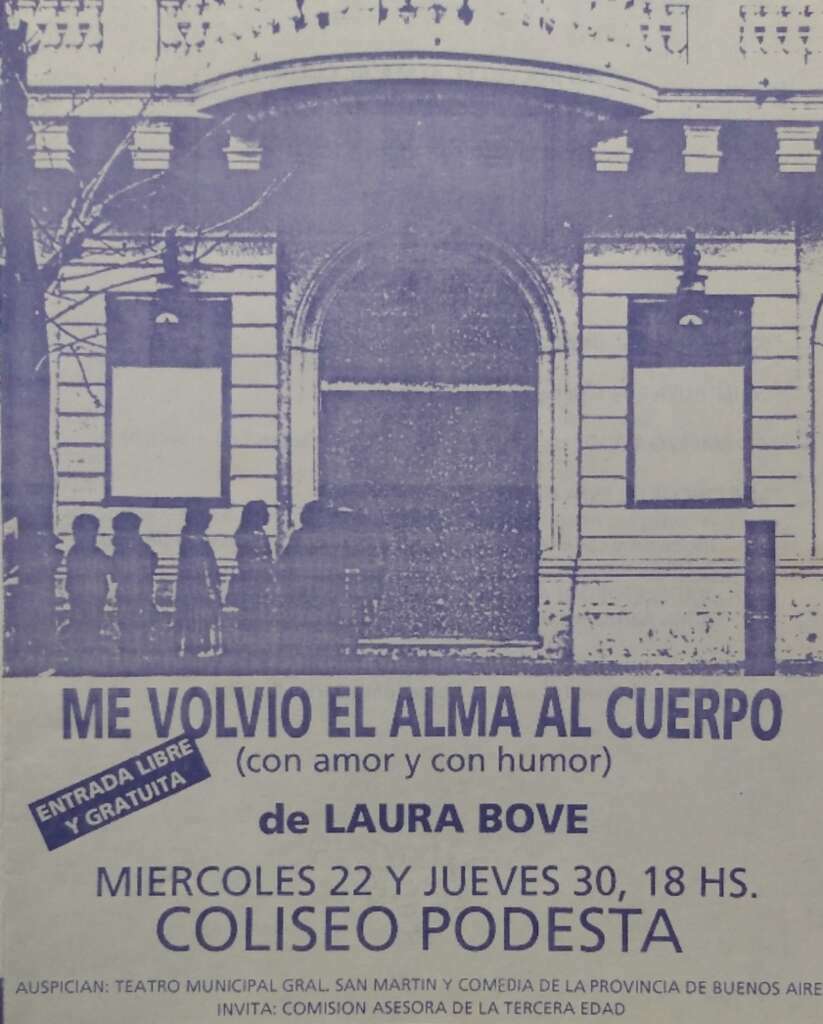 ME VOLVIO EL ALMA AL CUERPO
(con amor y con humor)
ENTRADA LIBRE
Y GRATUITA
de LAURA BOVE
MIERCOLES 22 Y JUEVES 30, 18 HS.
COLISEO PODESTA
AUSPICIAN: TEATRO MUNICIPAL GRAL. SAN MARTIN Y COMEDIA DE LA PROVINCIA DE BUENOS AIRE
INVITA: COMISION ASESORA DE LA TERCERA EDAD